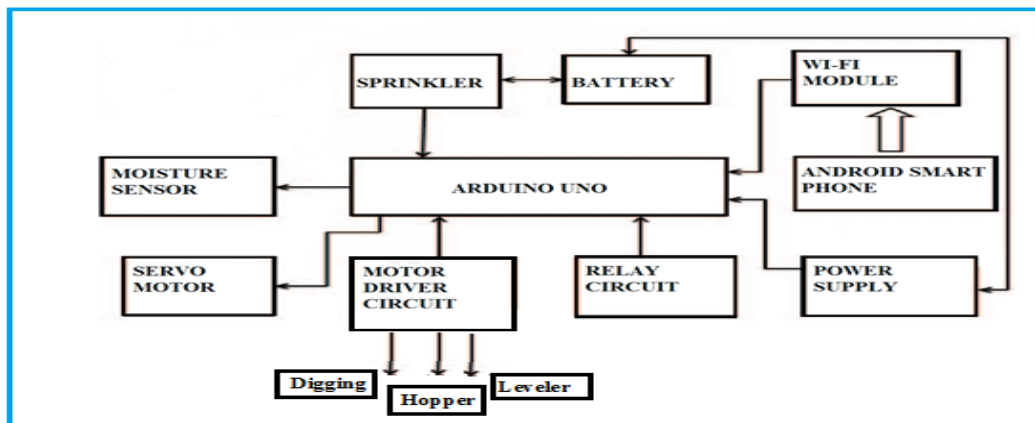 SPRINKLER
BATTERY
WI-FI
MODULE
MOISTURE
SENSOR
ARDUINO UNO
ANDROID SMART
PHONE
SERVO
MOTOR
MOTOR
DRIVER
CIRCUIT
RELAY
CIRCUIT
POWER
SUPPLY
Digging
Hopper
Leveler